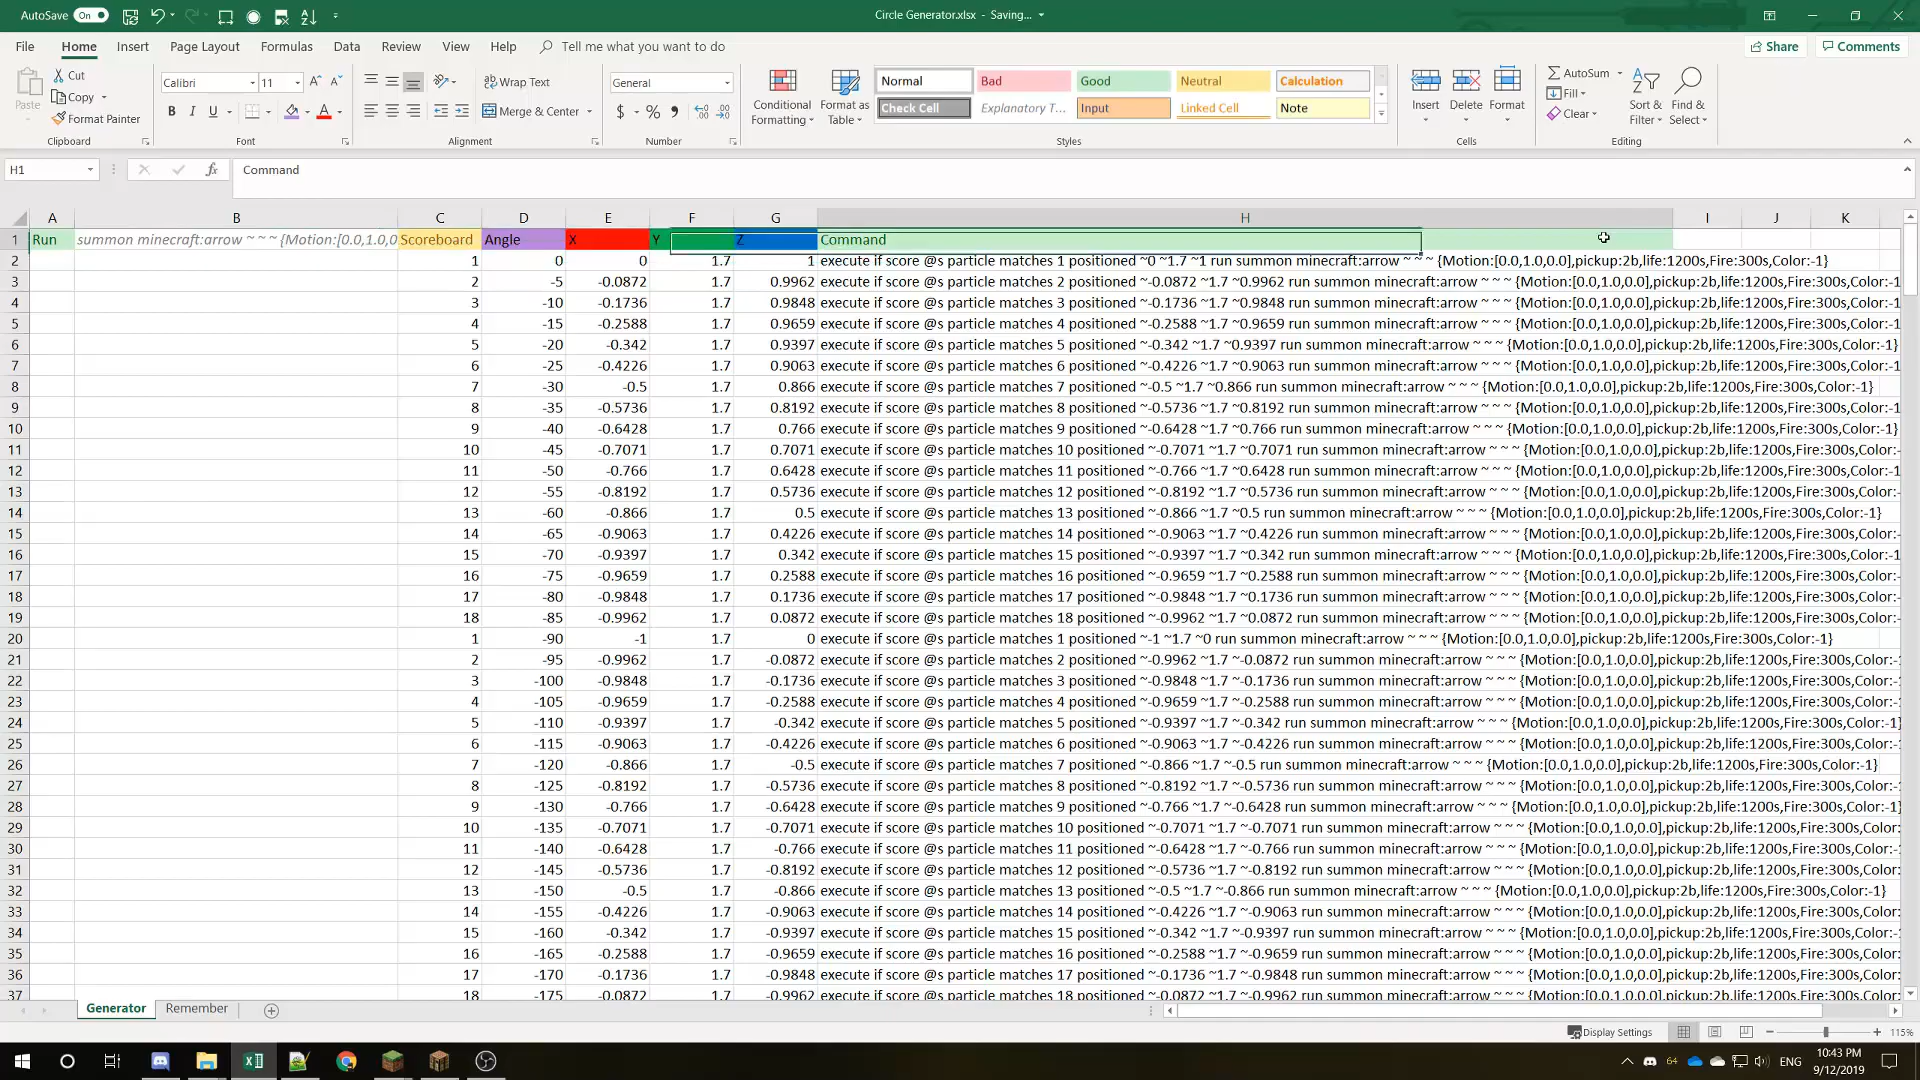 AutoSave On
Circle Generator.xlsx - Saving...
File Home Insert Page Layout Formulas Data Review View Help Tell me what you want to do Share Comments
Paste Cut Copy Format Painter
Calibri 11
B I U
Wrap Text
Merge & Center
General
$ % ,
Conditional Formatting
Format as Table
Normal Bad Good Neutral Calculation
Check Cell Explanatory T... Input Linked Cell Note
Insert Delete Format
AutoSum Fill Clear
Sort & Filter
Find & Select
Clipboard Font Alignment Number Styles Cells Editing
H1 fx Command
A B C D E F G H I J K
1 Run summon minecraft:arrow ~ ~ ~ {Motion:[0.0,1.0,0 Scoreboard Angle X Y Z Command
2 1 0 0 1.7 1 execute if score @s particle matches 1 positioned ~0 ~1.7 ~1 run summon minecraft:arrow ~ ~ ~ {Motion:[0.0,1.0,0.0],pickup:2b,life:1200s,Fire:300s,Color:-1}
3 2 -5 -0.0872 1.7 0.9962 execute if score @s particle matches 2 positioned ~-0.0872 ~1.7 ~0.9962 run summon minecraft:arrow ~ ~ ~ {Motion:[0.0,1.0,0.0],pickup:2b,life:1200s,Fire:300s,Color:-1
4 3 -10 -0.1736 1.7 0.9848 execute if score @s particle matches 3 positioned ~-0.1736 ~1.7 ~0.9848 run summon minecraft:arrow ~ ~ ~ {Motion:[0.0,1.0,0.0],pickup:2b,life:1200s,Fire:300s,Color:-1
5 4 -15 -0.2588 1.7 0.9659 execute if score @s particle matches 4 positioned ~-0.2588 ~1.7 ~0.9659 run summon minecraft:arrow ~ ~ ~ {Motion:[0.0,1.0,0.0],pickup:2b,life:1200s,Fire:300s,Color:-1
6 5 -20 -0.342 1.7 0.9397 execute if score @s particle matches 5 positioned ~-0.342 ~1.7 ~0.9397 run summon minecraft:arrow ~ ~ ~ {Motion:[0.0,1.0,0.0],pickup:2b,life:1200s,Fire:300s,Color:-1}
7 6 -25 -0.4226 1.7 0.9063 execute if score @s particle matches 6 positioned ~-0.4226 ~1.7 ~0.9063 run summon minecraft:arrow ~ ~ ~ {Motion:[0.0,1.0,0.0],pickup:2b,life:1200s,Fire:300s,Color:-1
8 7 -30 -0.5 1.7 0.866 execute if score @s particle matches 7 positioned ~-0.5 ~1.7 ~0.866 run summon minecraft:arrow ~ ~ ~ {Motion:[0.0,1.0,0.0],pickup:2b,life:1200s,Fire:300s,Color:-1}
9 8 -35 -0.5736 1.7 0.8192 execute if score @s particle matches 8 positioned ~-0.5736 ~1.7 ~0.8192 run summon minecraft:arrow ~ ~ ~ {Motion:[0.0,1.0,0.0],pickup:2b,life:1200s,Fire:300s,Color:-1
10 9 -40 -0.6428 1.7 0.766 execute if score @s particle matches 9 positioned ~-0.6428 ~1.7 ~0.766 run summon minecraft:arrow ~ ~ ~ {Motion:[0.0,1.0,0.0],pickup:2b,life:1200s,Fire:300s,Color:-1}
11 10 -45 -0.7071 1.7 0.7071 execute if score @s particle matches 10 positioned ~-0.7071 ~1.7 ~0.7071 run summon minecraft:arrow ~ ~ ~ {Motion:[0.0,1.0,0.0],pickup:2b,life:1200s,Fire:300s,Color:-
12 11 -50 -0.766 1.7 0.6428 execute if score @s particle matches 11 positioned ~-0.766 ~1.7 ~0.6428 run summon minecraft:arrow ~ ~ ~ {Motion:[0.0,1.0,0.0],pickup:2b,life:1200s,Fire:300s,Color:-1
13 12 -55 -0.8192 1.7 0.5736 execute if score @s particle matches 12 positioned ~-0.8192 ~1.7 ~0.5736 run summon minecraft:arrow ~ ~ ~ {Motion:[0.0,1.0,0.0],pickup:2b,life:1200s,Fire:300s,Color:-
14 13 -60 -0.866 1.7 0.5 execute if score @s particle matches 13 positioned ~-0.866 ~1.7 ~0.5 run summon minecraft:arrow ~ ~ ~ {Motion:[0.0,1.0,0.0],pickup:2b,life:1200s,Fire:300s,Color:-1}
15 14 -65 -0.9063 1.7 0.4226 execute if score @s particle matches 14 positioned ~-0.9063 ~1.7 ~0.4226 run summon minecraft:arrow ~ ~ ~ {Motion:[0.0,1.0,0.0],pickup:2b,life:1200s,Fire:300s,Color:-
16 15 -70 -0.9397 1.7 0.342 execute if score @s particle matches 15 positioned ~-0.9397 ~1.7 ~0.342 run summon minecraft:arrow ~ ~ ~ {Motion:[0.0,1.0,0.0],pickup:2b,life:1200s,Fire:300s,Color:-1
17 16 -75 -0.9659 1.7 0.2588 execute if score @s particle matches 16 positioned ~-0.9659 ~1.7 ~0.2588 run summon minecraft:arrow ~ ~ ~ {Motion:[0.0,1.0,0.0],pickup:2b,life:1200s,Fire:300s,Color:-
18 17 -80 -0.9848 1.7 0.1736 execute if score @s particle matches 17 positioned ~-0.9848 ~1.7 ~0.1736 run summon minecraft:arrow ~ ~ ~ {Motion:[0.0,1.0,0.0],pickup:2b,life:1200s,Fire:300s,Color:-
19 18 -85 -0.9962 1.7 0.0872 execute if score @s particle matches 18 positioned ~-0.9962 ~1.7 ~0.0872 run summon minecraft:arrow ~ ~ ~ {Motion:[0.0,1.0,0.0],pickup:2b,life:1200s,Fire:300s,Color:-
20 1 -90 -1 1.7 0 execute if score @s particle matches 1 positioned ~-1 ~1.7 ~0 run summon minecraft:arrow ~ ~ ~ {Motion:[0.0,1.0,0.0],pickup:2b,life:1200s,Fire:300s,Color:-1}
21 2 -95 -0.9962 1.7 -0.0872 execute if score @s particle matches 2 positioned ~-0.9962 ~1.7 ~-0.0872 run summon minecraft:arrow ~ ~ ~ {Motion:[0.0,1.0,0.0],pickup:2b,life:1200s,Fire:300s,Color:-1
22 3 -100 -0.9848 1.7 -0.1736 execute if score @s particle matches 3 positioned ~-0.9848 ~1.7 ~-0.1736 run summon minecraft:arrow ~ ~ ~ {Motion:[0.0,1.0,0.0],pickup:2b,life:1200s,Fire:300s,Color:-1
23 4 -105 -0.9659 1.7 -0.2588 execute if score @s particle matches 4 positioned ~-0.9659 ~1.7 ~-0.2588 run summon minecraft:arrow ~ ~ ~ {Motion:[0.0,1.0,0.0],pickup:2b,life:1200s,Fire:300s,Color:-1
24 5 -110 -0.9397 1.7 -0.342 execute if score @s particle matches 5 positioned ~-0.9397 ~1.7 ~-0.342 run summon minecraft:arrow ~ ~ ~ {Motion:[0.0,1.0,0.0],pickup:2b,life:1200s,Fire:300s,Color:-1
25 6 -115 -0.9063 1.7 -0.4226 execute if score @s particle matches 6 positioned ~-0.9063 ~1.7 ~-0.4226 run summon minecraft:arrow ~ ~ ~ {Motion:[0.0,1.0,0.0],pickup:2b,life:1200s,Fire:300s,Color:-1
26 7 -120 -0.866 1.7 -0.5 execute if score @s particle matches 7 positioned ~-0.866 ~1.7 ~-0.5 run summon minecraft:arrow ~ ~ ~ {Motion:[0.0,1.0,0.0],pickup:2b,life:1200s,Fire:300s,Color:-1}
27 8 -125 -0.8192 1.7 -0.5736 execute if score @s particle matches 8 positioned ~-0.8192 ~1.7 ~-0.5736 run summon minecraft:arrow ~ ~ ~ {Motion:[0.0,1.0,0.0],pickup:2b,life:1200s,Fire:300s,Color:-1
28 9 -130 -0.766 1.7 -0.6428 execute if score @s particle matches 9 positioned ~-0.766 ~1.7 ~-0.6428 run summon minecraft:arrow ~ ~ ~ {Motion:[0.0,1.0,0.0],pickup:2b,life:1200s,Fire:300s,Color:-1
29 10 -135 -0.7071 1.7 -0.7071 execute if score @s particle matches 10 positioned ~-0.7071 ~1.7 ~-0.7071 run summon minecraft:arrow ~ ~ ~ {Motion:[0.0,1.0,0.0],pickup:2b,life:1200s,Fire:300s,Color:-
30 11 -140 -0.6428 1.7 -0.766 execute if score @s particle matches 11 positioned ~-0.6428 ~1.7 ~-0.766 run summon minecraft:arrow ~ ~ ~ {Motion:[0.0,1.0,0.0],pickup:2b,life:1200s,Fire:300s,Color:-
31 12 -145 -0.5736 1.7 -0.8192 execute if score @s particle matches 12 positioned ~-0.5736 ~1.7 ~-0.8192 run summon minecraft:arrow ~ ~ ~ {Motion:[0.0,1.0,0.0],pickup:2b,life:1200s,Fire:300s,Color:-
32 13 -150 -0.5 1.7 -0.866 execute if score @s particle matches 13 positioned ~-0.5 ~1.7 ~-0.866 run summon minecraft:arrow ~ ~ ~ {Motion:[0.0,1.0,0.0],pickup:2b,life:1200s,Fire:300s,Color:-1}
33 14 -155 -0.4226 1.7 -0.9063 execute if score @s particle matches 14 positioned ~-0.4226 ~1.7 ~-0.9063 run summon minecraft:arrow ~ ~ ~ {Motion:[0.0,1.0,0.0],pickup:2b,life:1200s,Fire:300s,Color:-
34 15 -160 -0.342 1.7 -0.9397 execute if score @s particle matches 15 positioned ~-0.342 ~1.7 ~-0.9397 run summon minecraft:arrow ~ ~ ~ {Motion:[0.0,1.0,0.0],pickup:2b,life:1200s,Fire:300s,Color:-
35 16 -165 -0.2588 1.7 -0.9659 execute if score @s particle matches 16 positioned ~-0.2588 ~1.7 ~-0.9659 run summon minecraft:arrow ~ ~ ~ {Motion:[0.0,1.0,0.0],pickup:2b,life:1200s,Fire:300s,Color:-
36 17 -170 -0.1736 1.7 -0.9848 execute if score @s particle matches 17 positioned ~-0.1736 ~1.7 ~-0.9848 run summon minecraft:arrow ~ ~ ~ {Motion:[0.0,1.0,0.0],pickup:2b,life:1200s,Fire:300s,Color:-
37 18 -175 -0.0872 1.7 -0.9962 execute if score @s particle matches 18 positioned ~-0.0872 ~1.7 ~-0.9962 run summon minecraft:arrow ~ ~ ~ {Motion:[0.0,1.0,0.0],pickup:2b,life:1200s,Fire:300s,Color:-
Generator Remember
Display Settings 115%
64 ENG 10:43 PM
9/12/2019